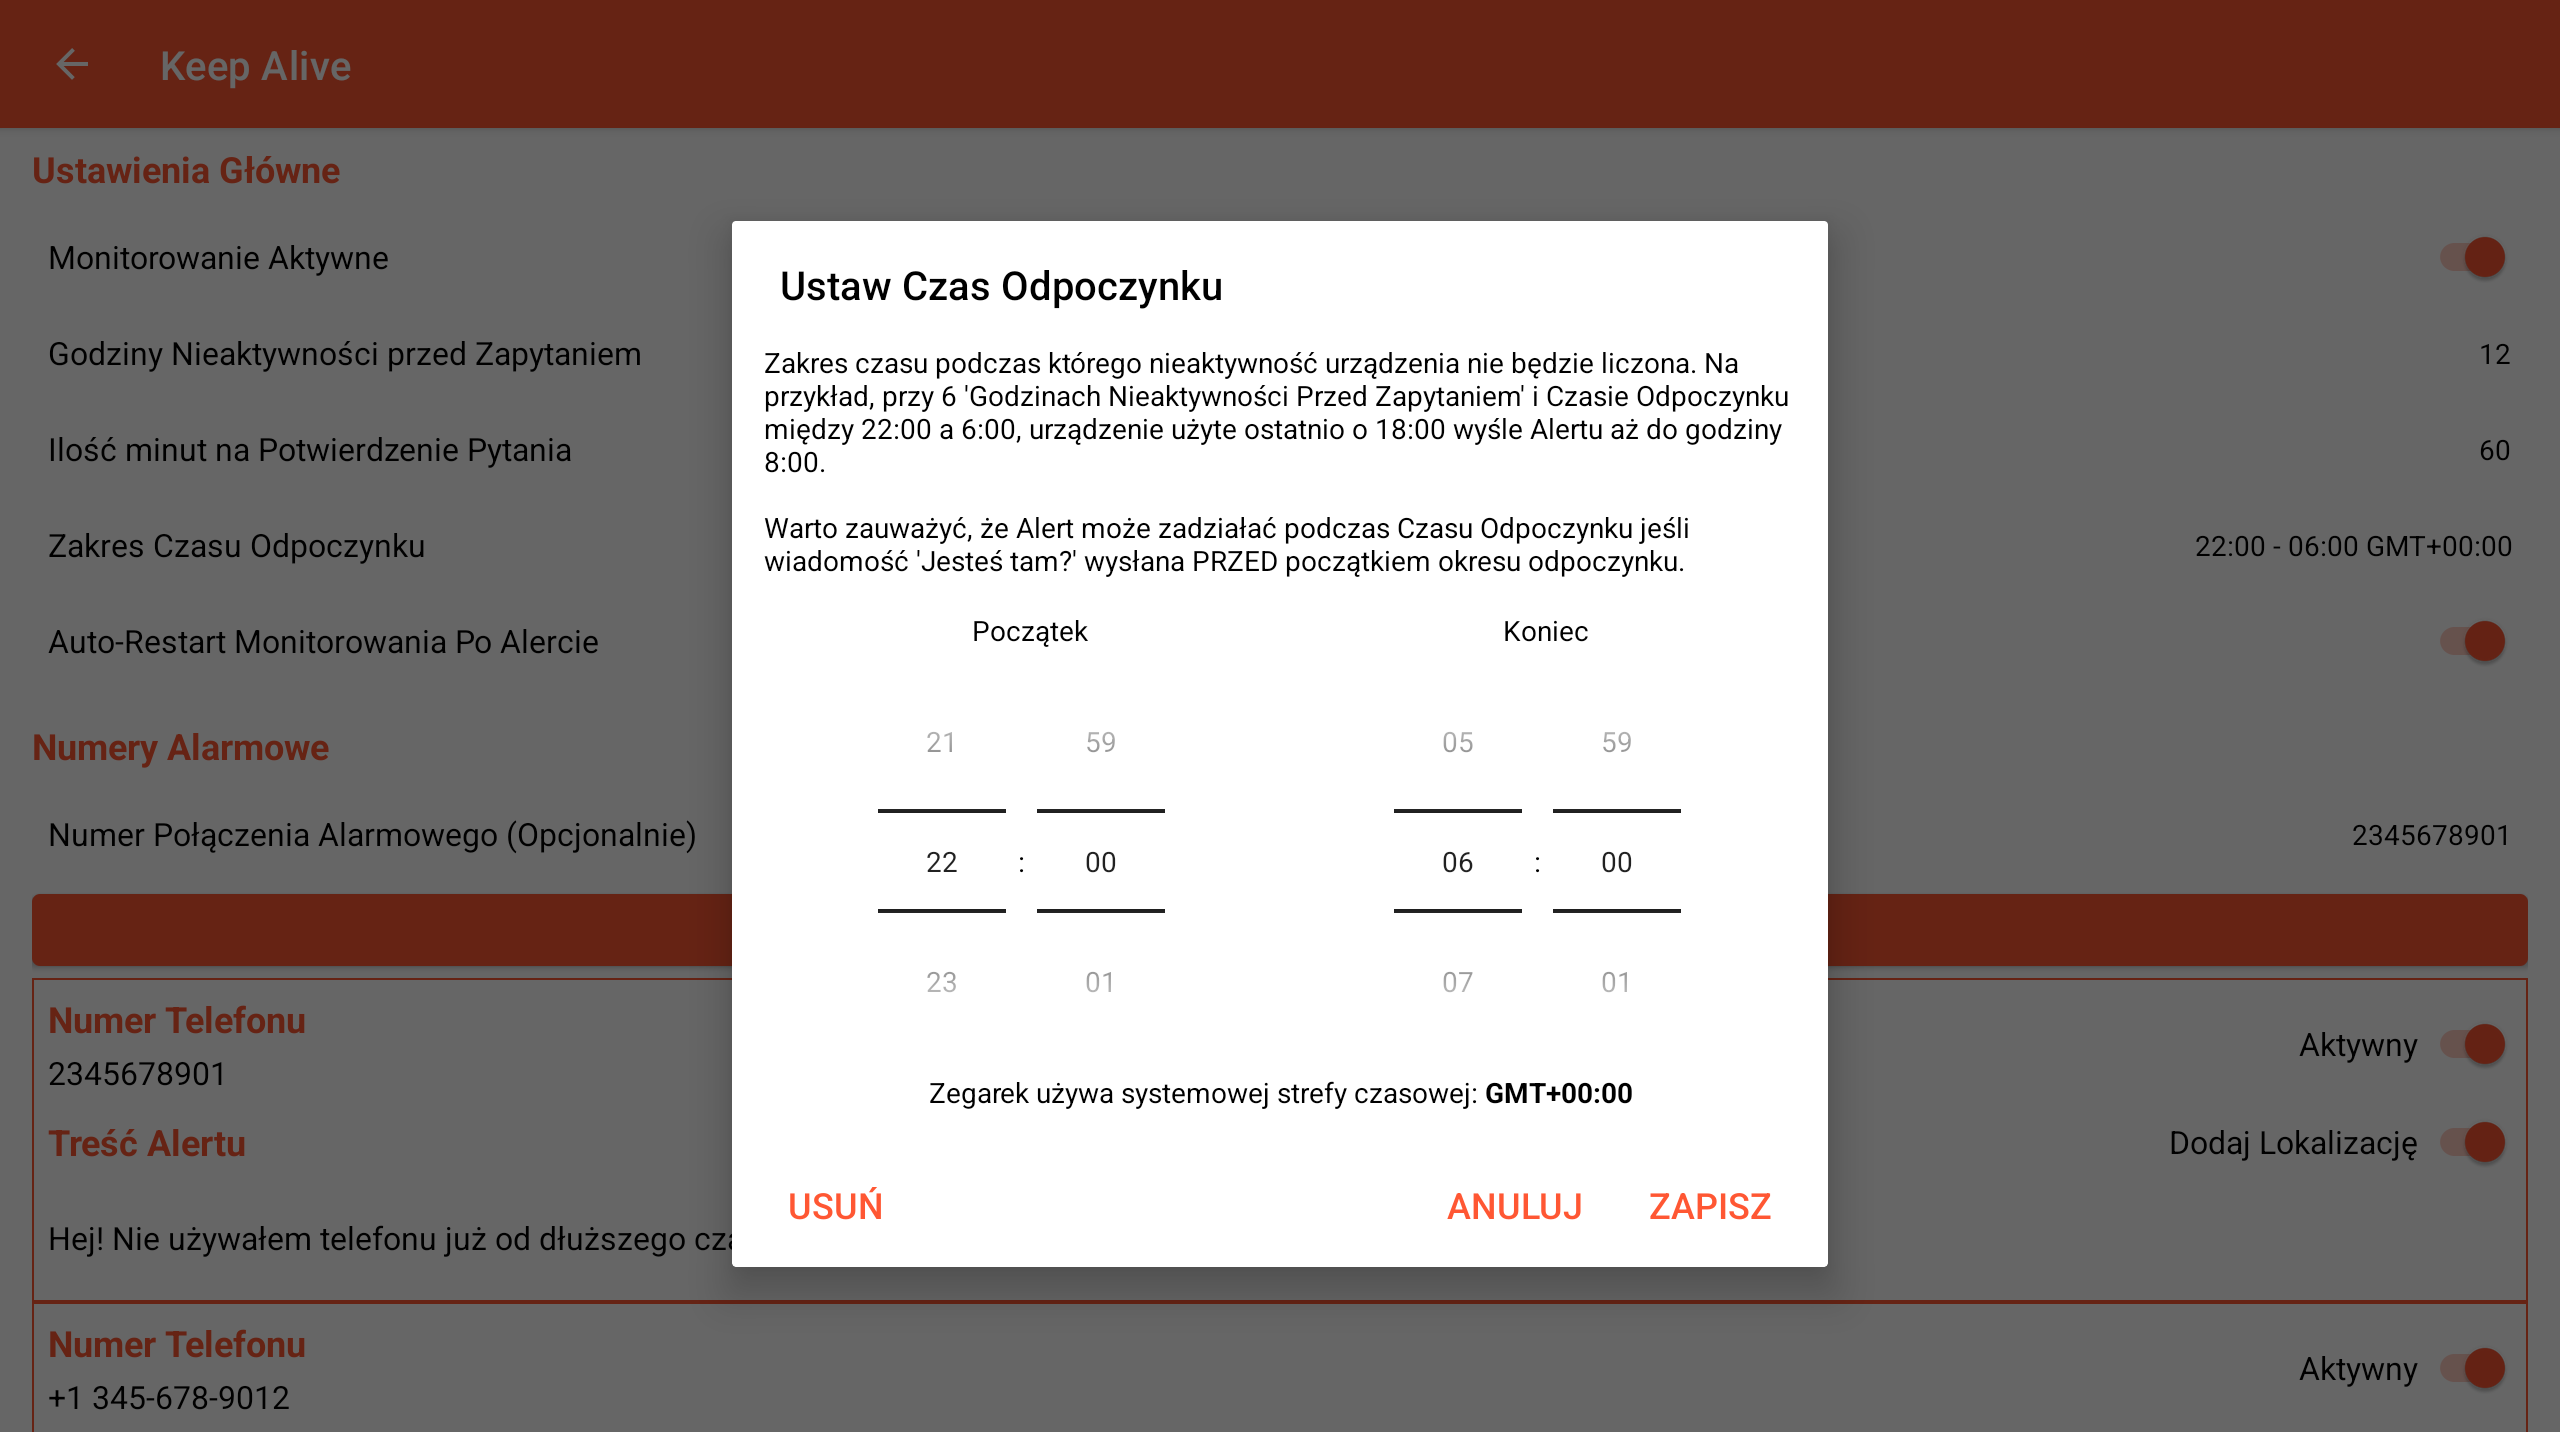 Keep Alive
Ustawienia Główne
Monitorowanie Aktywne
Godziny Nieaktywności przed Zapytaniem
12
Ilość minut na Potwierdzenie Pytania
60
Zakres Czasu Odpoczynku
22:00 - 06:00 GMT+00:00
Auto-Restart Monitorowania Po Alercie
Numery Alarmowe
Numer Połączenia Alarmowego (Opcjonalnie)
2345678901
Numer Telefonu
2345678901
Aktywny
Treść Alertu
Dodaj Lokalizację
Hej! Nie używałem telefonu już od dłuższego
Numer Telefonu
+1 345-678-9012
Aktywny
Ustaw Czas Odpoczynku
Zakres czasu podczas którego nieaktywność urządzenia nie będzie liczona. Na
przykład, przy 6 'Godzinach Nieaktywności Przed Zapytaniem' i Czasie Odpoczynku
między 22:00 a 6:00, urządzenie użyte ostatnio o 18:00 wyśle Alertu aż do godziny
8:00.
Warto zauważyć, że Alert może zadziałać podczas Czasu Odpoczynku jeśli
wiadomość 'Jesteś tam?' wysłana PRZED początkiem okresu odpoczynku.
Początek
Koniec
21 59 05 59
22 : 00 06 : 00
23 01 07 01
Zegarek używa systemowej strefy czasowej: GMT+00:00
USUŃ
ANULUJ
ZAPISZ